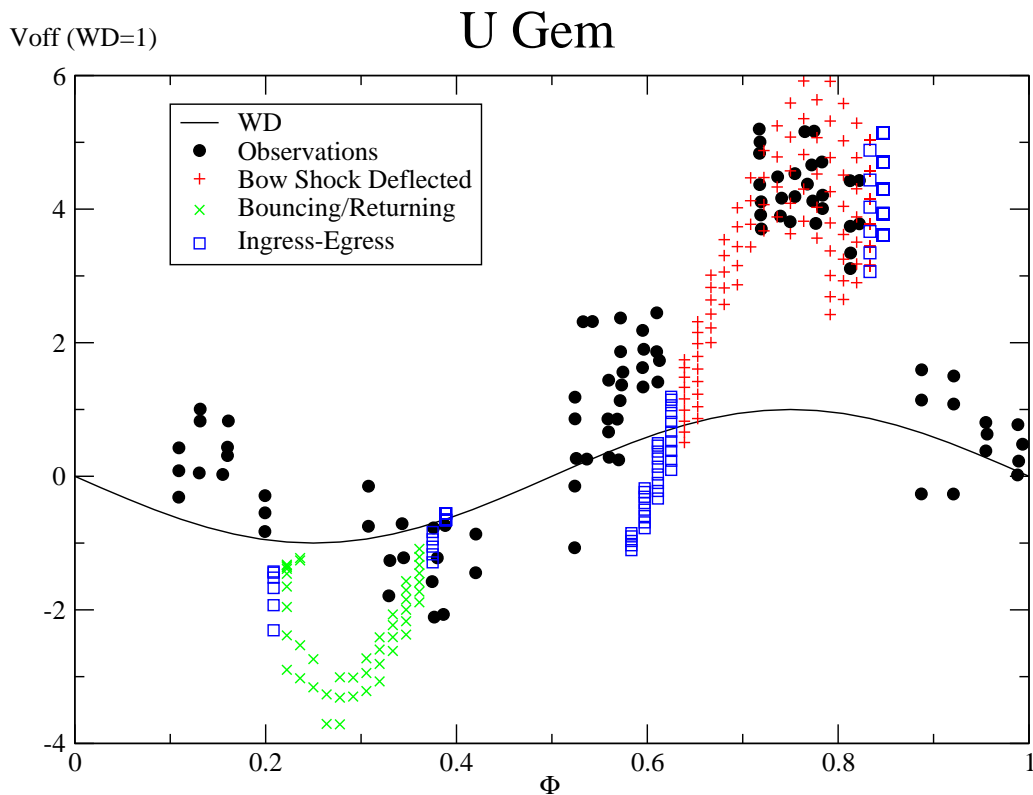 U Gem
Voff (WD=1)
WD
Observations
Bow Shock Deflected
Bouncing/Returning
Ingress-Egress
6
4
2
0
-2
-4
0 0.2 0.4 0.6 0.8 1
Φ